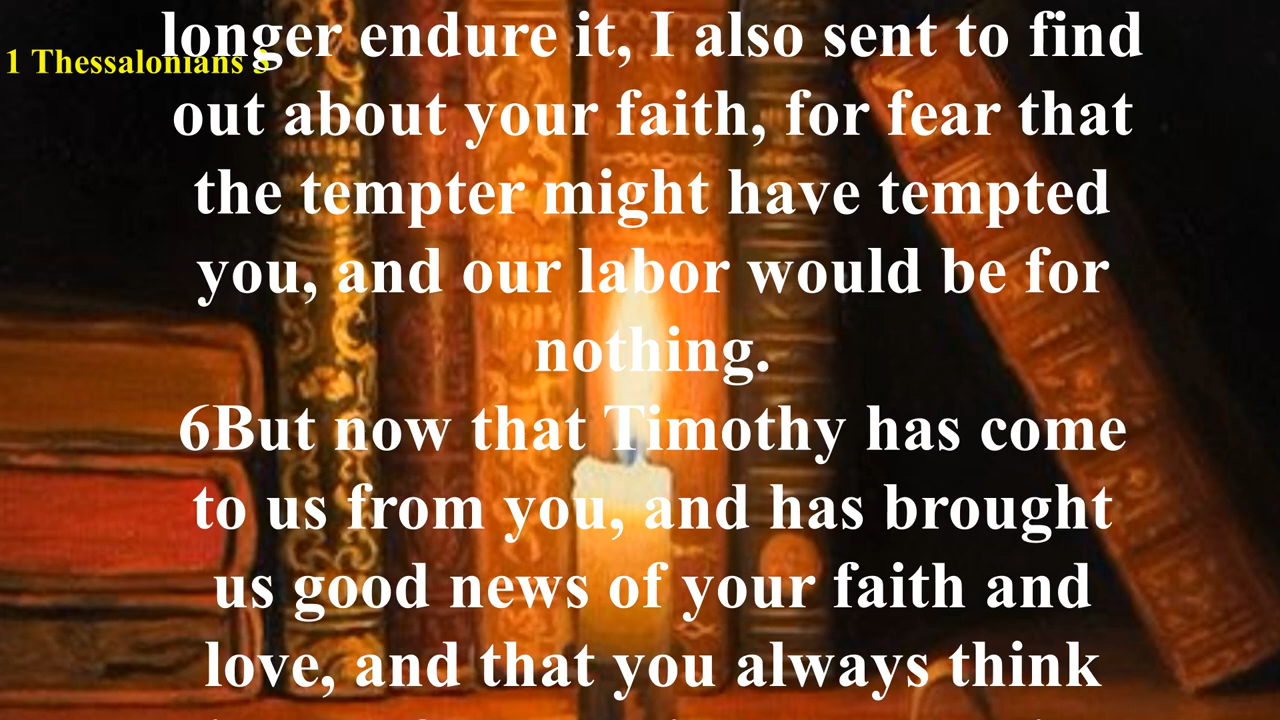 longer endure it, I also sent to find
1 Thessalonians 3
out about your faith, for fear that
the tempter might have tempted
you, and our labor would be for
nothing.
6But now that Timothy has come
to us from you, and has brought
us good news of your faith and
love, and that you always think